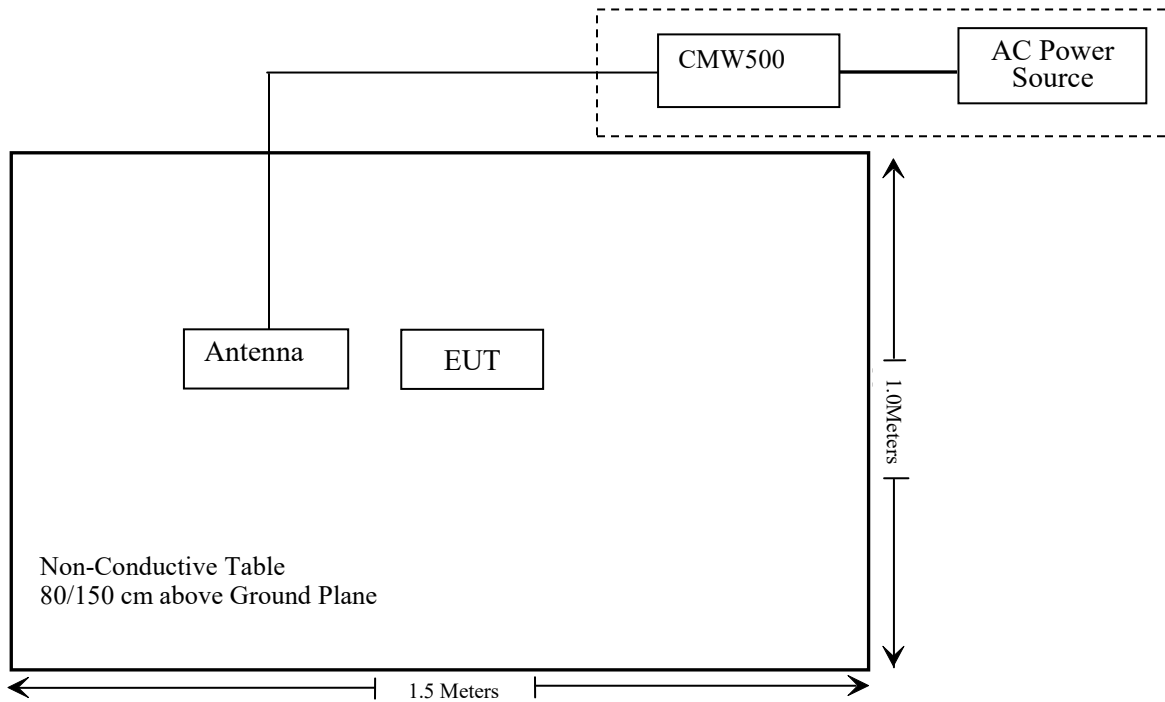 CMW500
AC Power
Source
Antenna
EUT
1.0Meters
Non-Conductive Table
80/150 cm above Ground Plane
1.5 Meters